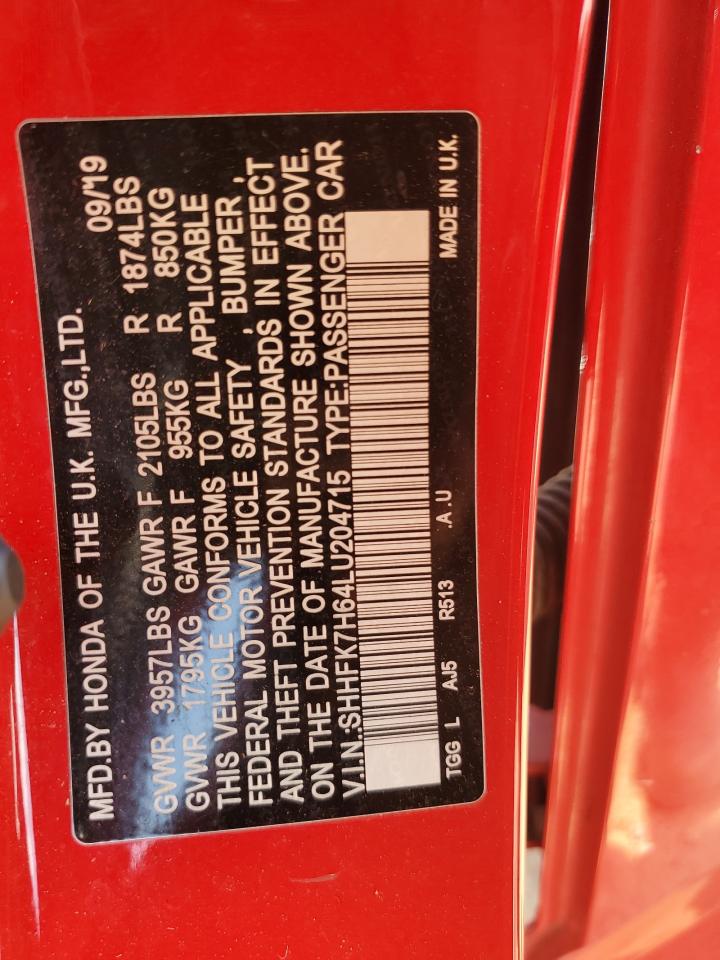 MFD.BY HONDA OF THE U.K. MFG.,LTD. 09/19
GVWR 3957LBS GAWR F 2105LBS R 1874LBS
GVWR 1795KG GAWR F 955KG R 850KG
THIS VEHICLE CONFORMS TO ALL APPLICABLE
FEDERAL MOTOR VEHICLE SAFETY , BUMPER ,
AND THEFT PREVENTION STANDARDS IN EFFECT
ON THE DATE OF MANUFACTURE SHOWN ABOVE.
V.I.N.:SHHFK7H64LU204715 TYPE:PASSENGER CAR
TGG L AJ5 R513 .A.U MADE IN U.K.